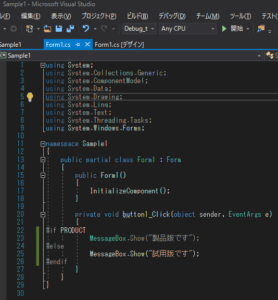 Sample1 - Microsoft Visual Studio
編集(E) 表示(V) プロジェクト(P) ビルド(B) デバッグ(D) チーム(M) ツール(T) テスト
Debug_t Any CPU 開始
Form1.cs Form1.cs [デザイン]
Sample1
1 using System;
2 using System.Collections.Generic;
3 using System.ComponentModel;
4 using System.Data;
5 using System.Drawing;
6 using System.Linq;
7 using System.Text;
8 using System.Threading.Tasks;
9 using System.Windows.Forms;
10
11 namespace Sample1
12 {
13 public partial class Form1 : Form
14 {
15 public Form1()
16 {
17 InitializeComponent();
18 }
19
20 private void button1_Click(object sender, EventArgs e)
21 {
22 #if PRODUCT
23 MessageBox.Show("製品版です");
24 #else
25 MessageBox.Show("試用版です");
26 #endif
27 }
28 }
29 }